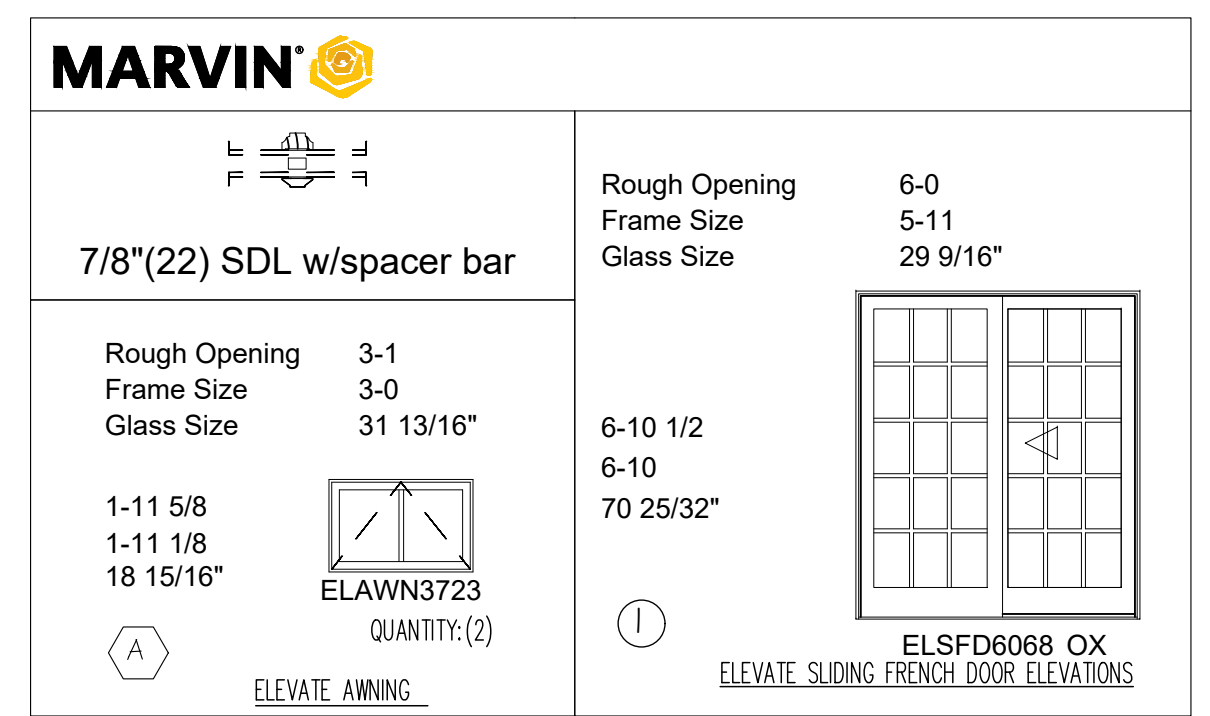 MARVIN®
7/8"(22) SDL w/spacer bar
Rough Opening 3-1
Frame Size 3-0
Glass Size 31 13/16"
1-11 5/8
1-11 1/8
18 15/16"
ELAWN3723
QUANTITY:(2)
A
ELEVATE AWNING
Rough Opening 6-0
Frame Size 5-11
Glass Size 29 9/16"
6-10 1/2
6-10
70 25/32"
1
ELSFD6068 OX
ELEVATE SLIDING FRENCH DOOR ELEVATIONS